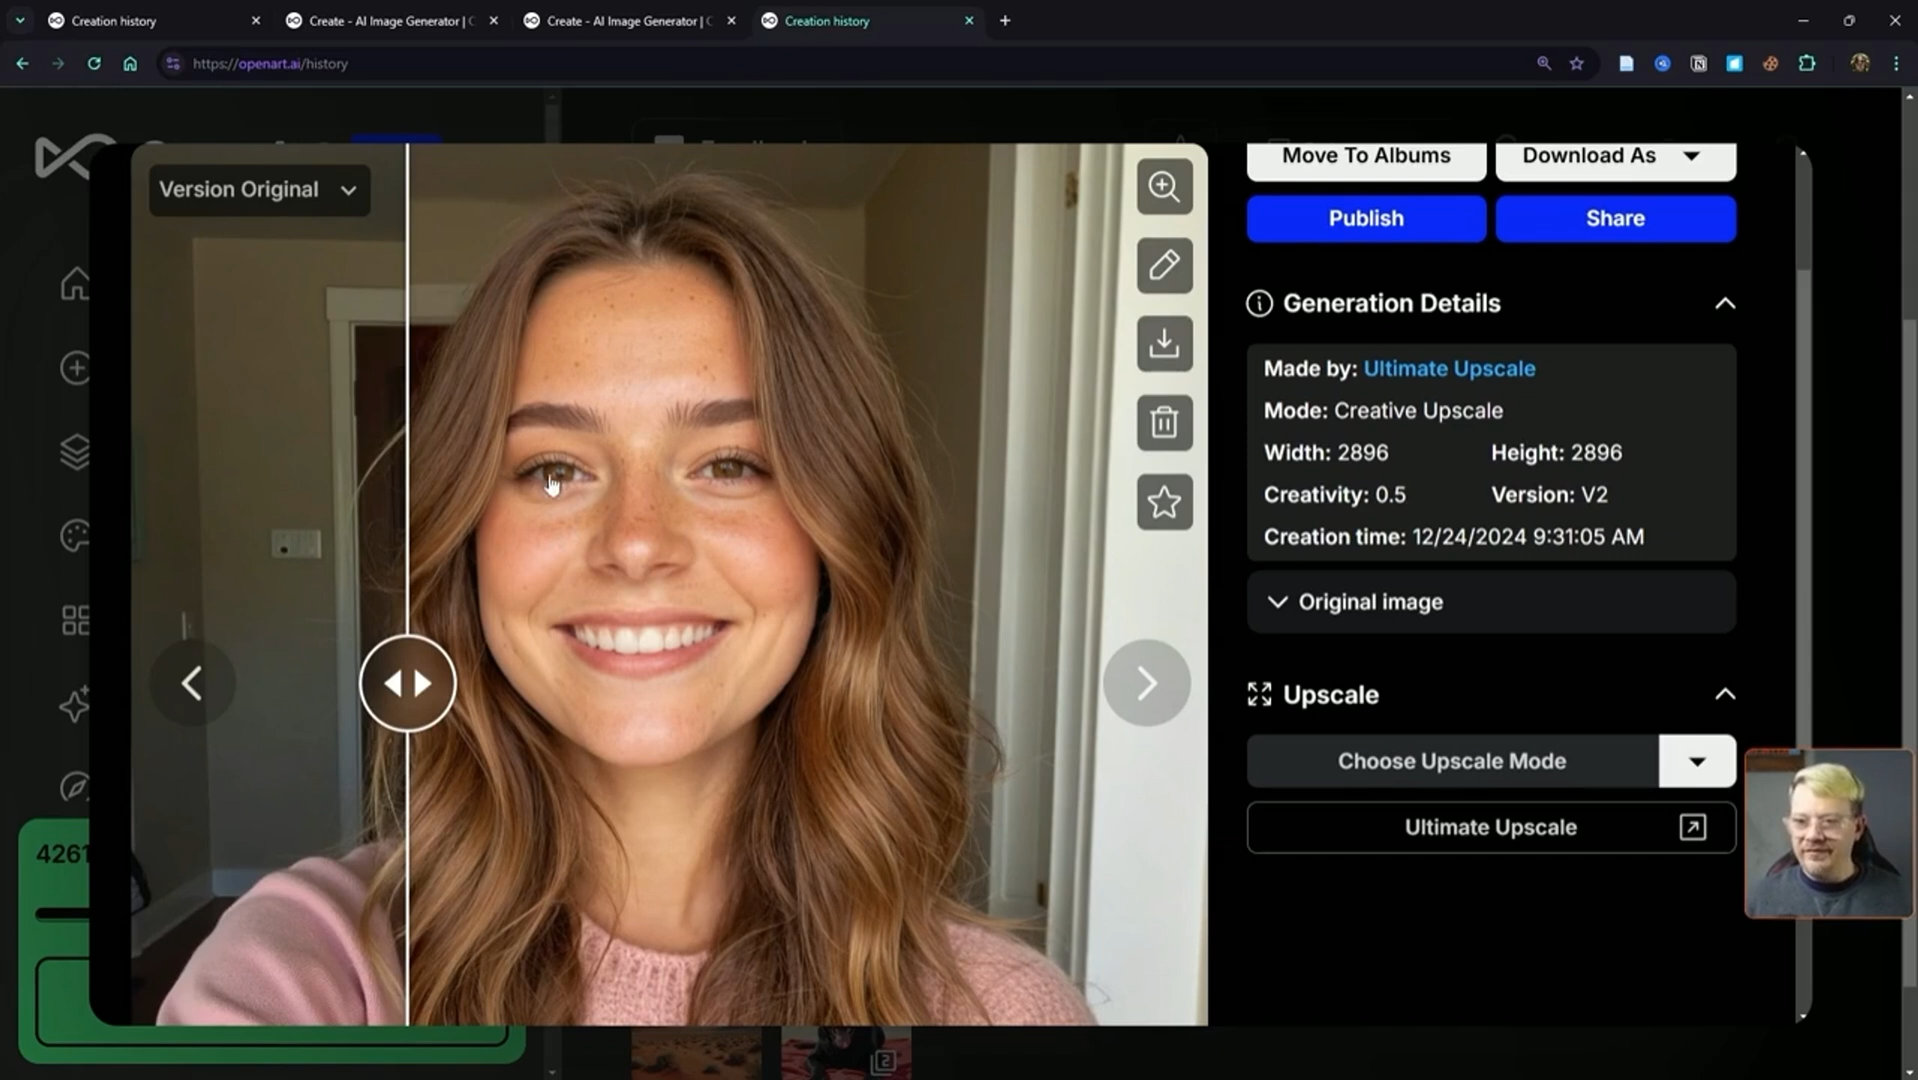 Creation history
Create - AI Image Generator | C
Create - AI Image Generator | C
Creation history
https://openart.ai/history
Version Original
Move To Albums
Download As
Publish
Share
Generation Details
Made by: Ultimate Upscale
Mode: Creative Upscale
Width: 2896
Height: 2896
Creativity: 0.5
Version: V2
Creation time: 12/24/2024 9:31:05 AM
Original image
Upscale
Choose Upscale Mode
Ultimate Upscale
4261
2